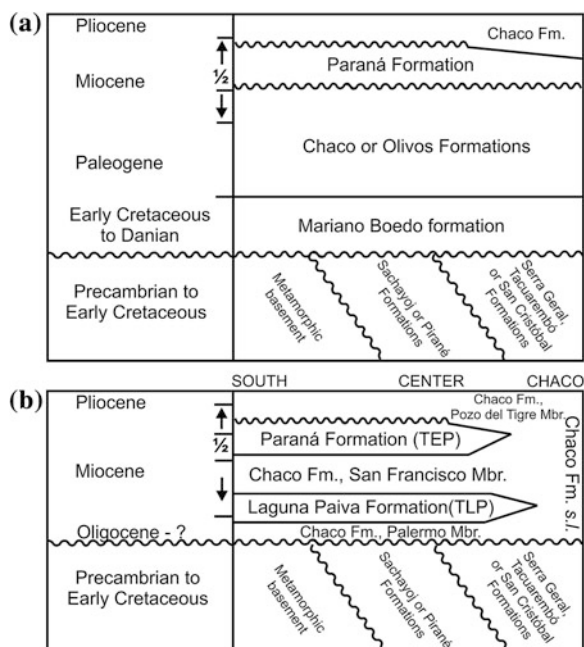 (a)
Pliocene
Chaco Fm.
Paraná Formation
½
Miocene
Chaco or Olivos Formations
Paleogene
Early Cretaceous
to Danian
Mariano Boedo formation
Precambrian to
Early Cretaceous
Metamorphic
basement
Sachayoj or Pirané
Formations
Serra Geral,
Tacuarembó
or San Cristóbal
Formations
SOUTH CENTER CHACO
(b)
Pliocene
Chaco Fm.,
Pozo del Tigre Mbr.
½
Paraná Formation (TEP)
Miocene
Chaco Fm., San Francisco Mbr.
Laguna Paiva Formation(TLP)
Chaco Fm. s.l.
Oligocene - ?
Chaco Fm., Palermo Mbr.
Precambrian to
Early Cretaceous
Metamorphic
basement
Sachayoj or Pirané
Formations
Serra Geral,
Tacuarembó
or San Cristóbal
Formations